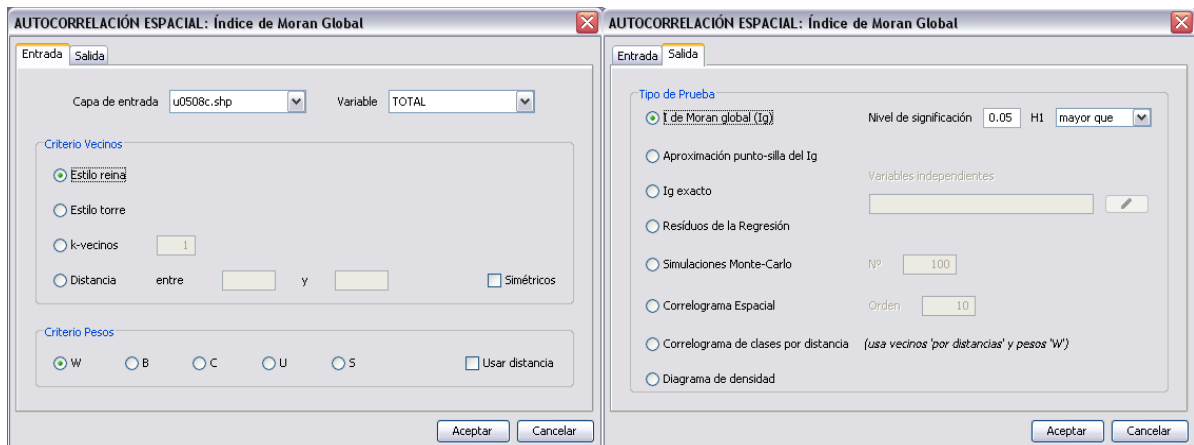 AUTOCORRELACIÓN ESPACIAL: Índice de Moran Global
Entrada Salida
Capa de entrada u0508c.shp Variable TOTAL
Criterio Vecinos
Estilo reina
Estilo torre
k-vecinos 1
Distancia entre y Simétricos
Criterio Pesos
W B C U S Usar distancia
Aceptar Cancelar
AUTOCORRELACIÓN ESPACIAL: Índice de Moran Global
Entrada Salida
Tipo de Prueba
I de Moran global (Ig) Nivel de significación 0.05 H1 mayor que
Aproximación punto-silla del Ig
Variables independientes
Ig exacto
Resíduos de la Regresión
Simulaciones Monte-Carlo Nº 100
Correlograma Espacial Orden 10
Correlograma de clases por distancia (usa vecinos 'por distancias' y pesos 'W')
Diagrama de densidad
Aceptar Cancelar